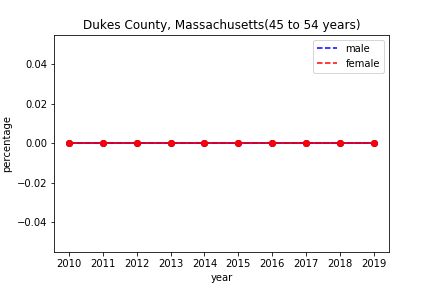 Dukes County, Massachusetts(45 to 54 years)
male
female
0.04
0.02
0.00
−0.02
−0.04
percentage
2010 2011 2012 2013 2014 2015 2016 2017 2018 2019
year